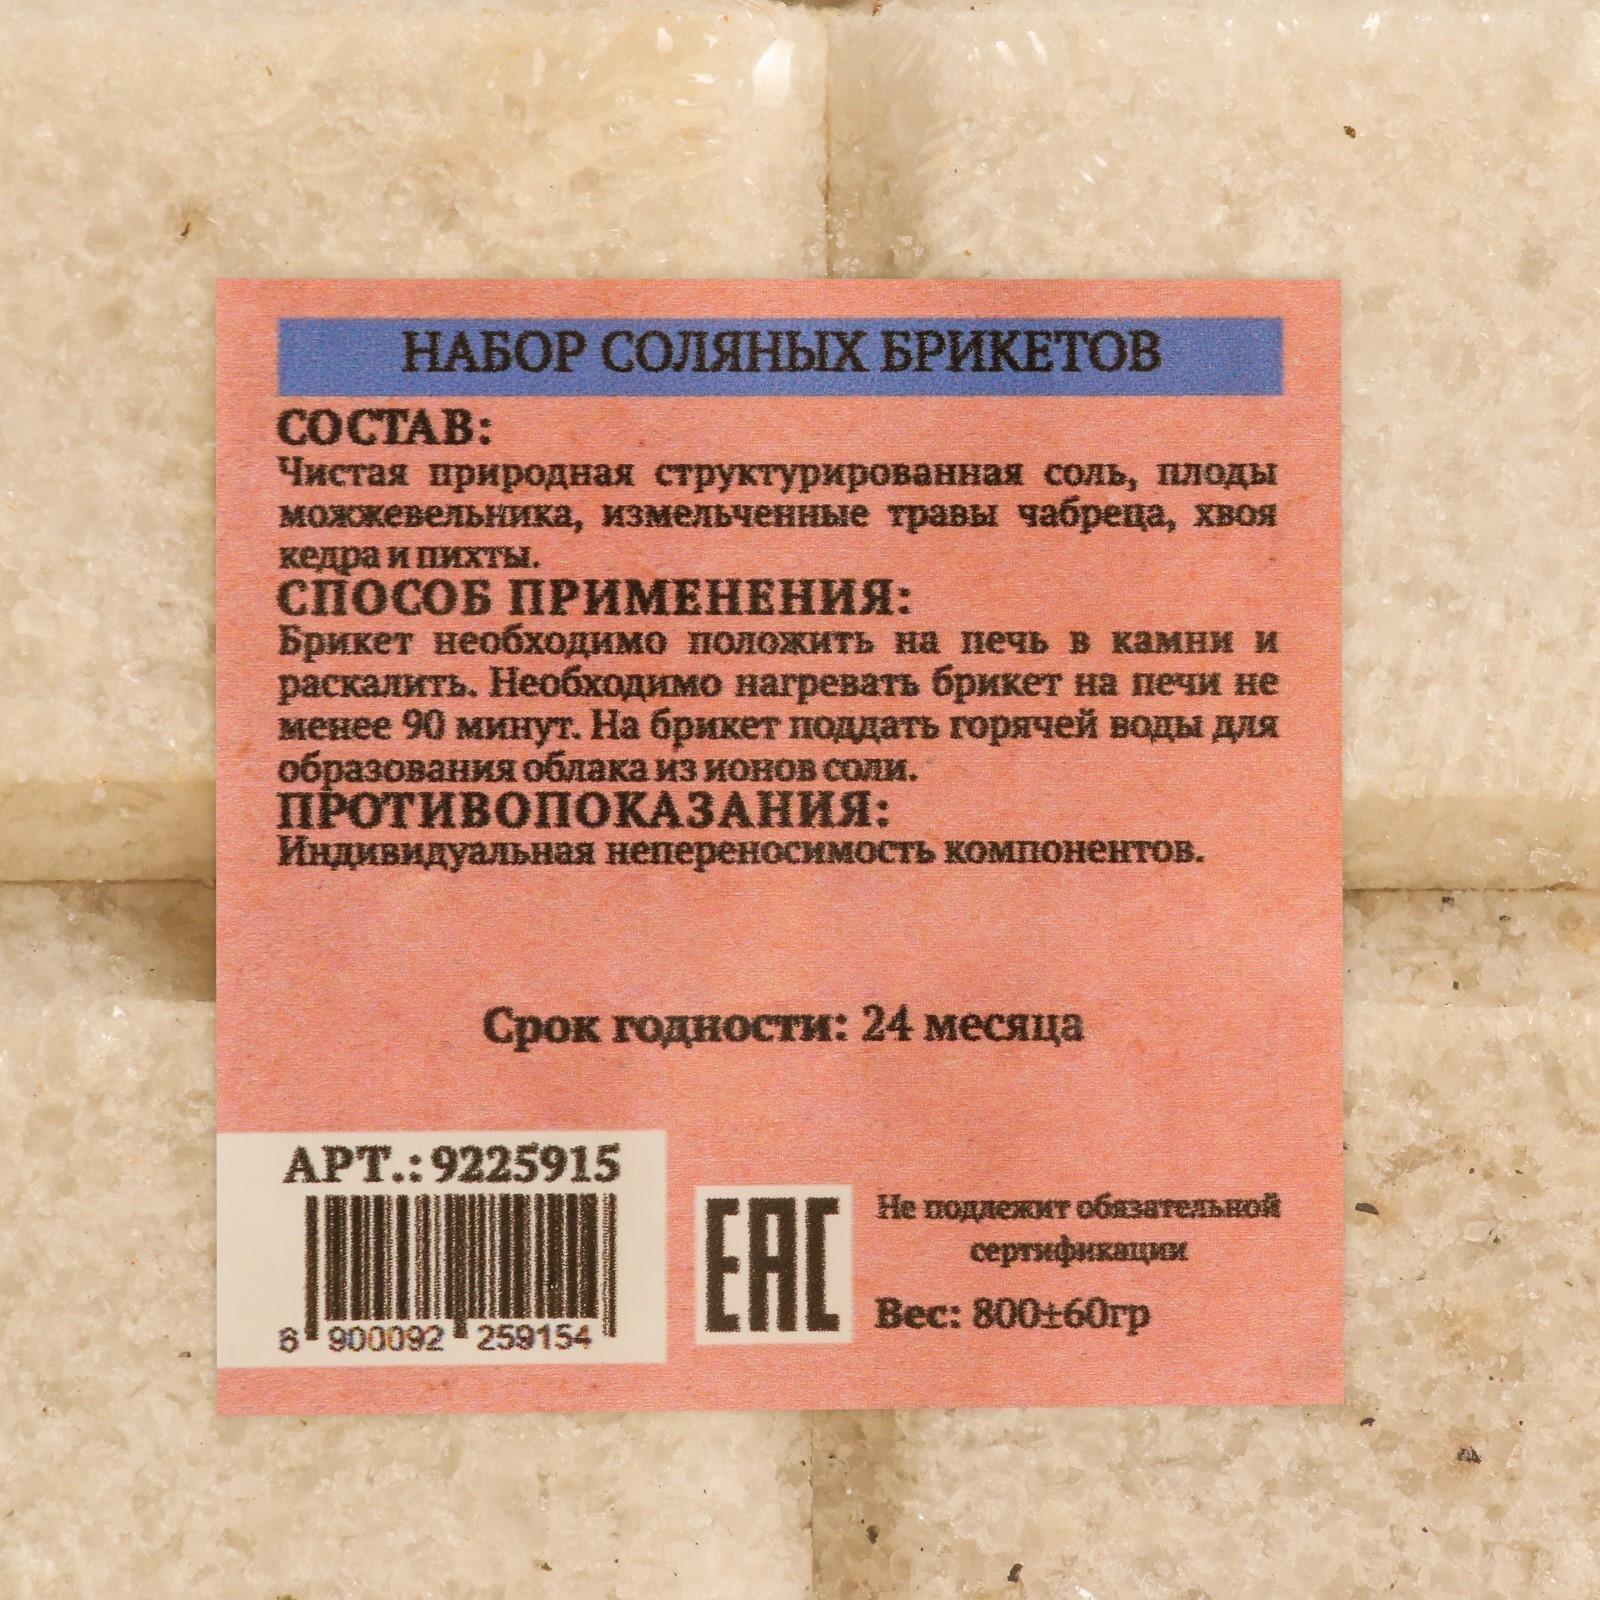 НАБОР СОЛЯНЫХ БРИКЕТОВ
СОСТАВ:
Чистая природная структурированная соль, плоды
можжевельника, измельченные травы чабреца, хвоя
кедра и пихты.
СПОСОБ ПРИМЕНЕНИЯ:
Брикет необходимо положить на печь в камни и
раскалить. Необходимо нагревать брикет на печи не
менее 90 минут. На брикет поддать горячей воды для
образования облака из ионов соли.
ПРОТИВОПОКАЗАНИЯ:
Индивидуальная непереносимость компонентов.
Срок годности: 24 месяца
АРТ.: 9225915
6 900092 259154
EAC
Не подлежит обязательной
сертификации
Вес: 800±60гр